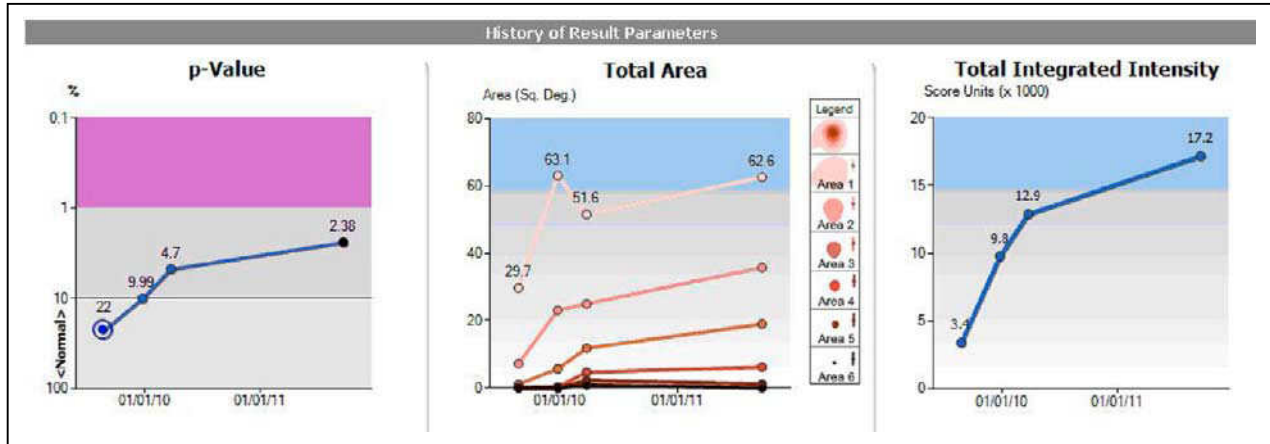 History of Result Parameters
p-Value
%
0.1
1
10
100
<Normal>
22
9.99
4.7
2.38
01/01/10
01/01/11
Total Area
Area (Sq. Deg.)
80
60
40
20
0
29.7
63.1
51.6
62.6
01/01/10
01/01/11
Legend
Area 1
Area 2
Area 3
Area 4
Area 5
Area 6
Total Integrated Intensity
Score Units (x 1000)
20
15
10
5
0
3.4
9.8
12.9
17.2
01/01/10
01/01/11